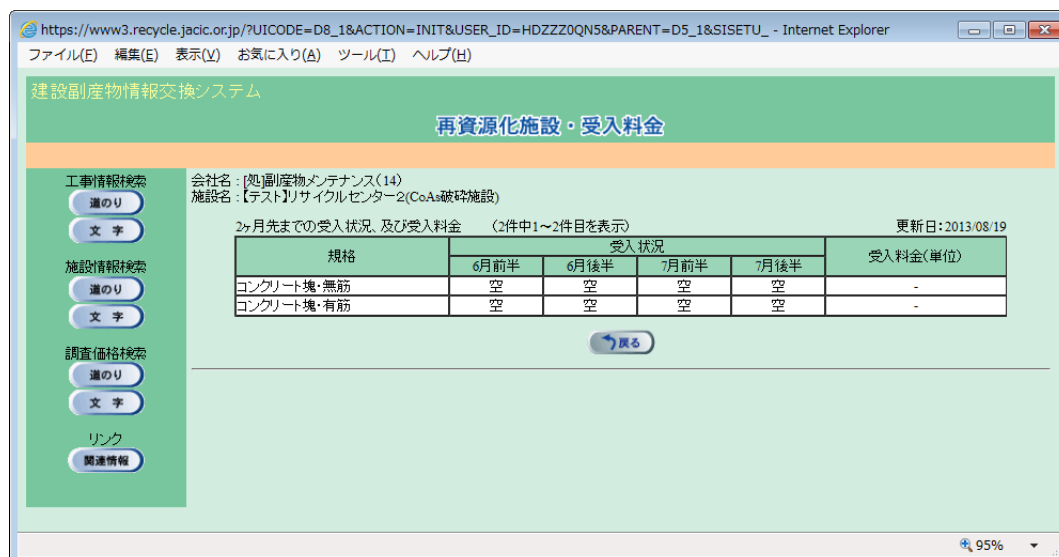 https://www3.recycle.jacic.or.jp/?UICODE=D8_1&ACTION=INIT&USER_ID=HDZZZ0QN5&PARENT=D5_1&SISETU_ - Internet Explorer
ファイル(F) 編集(E) 表示(V) お気に入り(A) ツール(T) ヘルプ(H)
建設副産物情報交換システム
再資源化施設・受入料金
工事情報検索
道のり
文 字
施設情報検索
道のり
文 字
調査価格検索
道のり
文 字
リンク
関連情報
会社名:[処]副産物メンテナンス(14)
施設名:【テスト】リサイクルセンター2(CoAs破砕施設)
2ヶ月先までの受入状況、及び受入料金 (2件中1~2件目を表示) 更新日:2013/08/19
規格 受入状況 受入料金(単位)
6月前半 6月後半 7月前半 7月後半
コンクリート塊・無筋 空 空 空 空 -
コンクリート塊・有筋 空 空 空 空 -
戻る
95%